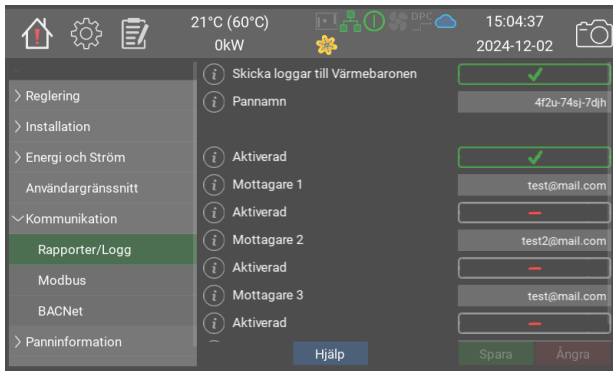 21°C (60°C)
0kW
DPC
15:04:37
2024-12-02
Skicka loggar till Värmebaronen
Pannamn
4f2u-74sj-7djh
Aktiverad
Mottagare 1
test@mail.com
Aktiverad
Mottagare 2
test2@mail.com
Aktiverad
Mottagare 3
test@mail.com
Aktiverad
Reglering
Installation
Energi och Ström
Användargränssnitt
Kommunikation
Rapporter/Logg
Modbus
BACNet
Panninformation
Hjälp
Spara
Ångra